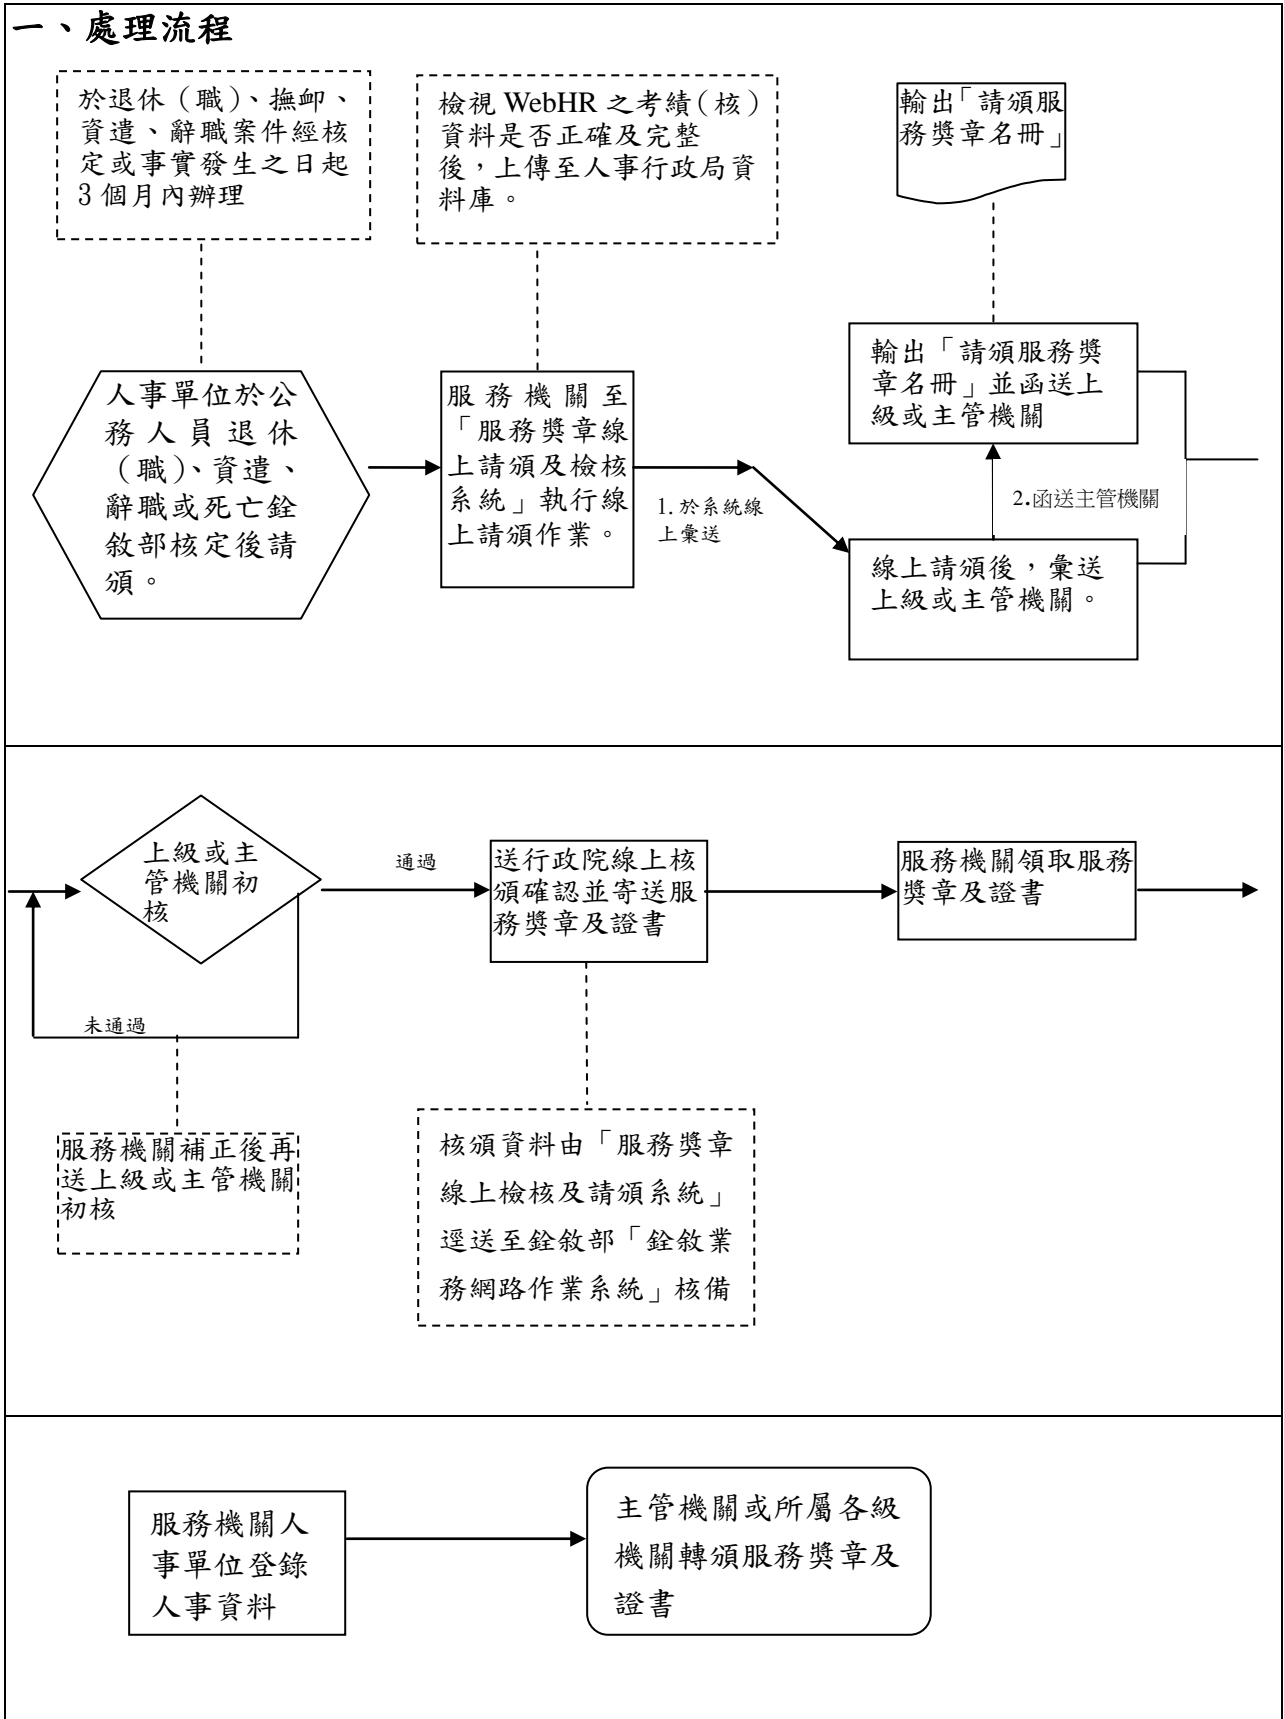 一、處理流程
於退休（職）、撫卹、
資遣、辭職案件經核
定或事實發生之日起
3 個月內辦理
檢視 WebHR 之考績（核）
資料是否正確及完整
後，上傳至人事行政局資
料庫。
輸出「請頒服
務獎章名冊」
人事單位於公
務人員退休
（職）、資遣、
辭職或死亡銓
敘部核定後請
頒。
服務機關至
「服務獎章線
上請頒及檢核
系統」執行線
上請頒作業。
1. 於系統線
上彙送
輸出「請頒服務獎
章名冊」並函送上
級或主管機關
2.函送主管機關
線上請頒後，彙送
上級或主管機關。
上級或主
管機關初
核
通過
未通過
服務機關補正後再
送上級或主管機關
初核
送行政院線上核
頒確認並寄送服
務獎章及證書
核頒資料由「服務獎章
線上檢核及請頒系統」
逕送至銓敘部「銓敘業
務網路作業系統」核備
服務機關領取服務
獎章及證書
服務機關人
事單位登錄
人事資料
主管機關或所屬各級
機關轉頒服務獎章及
證書